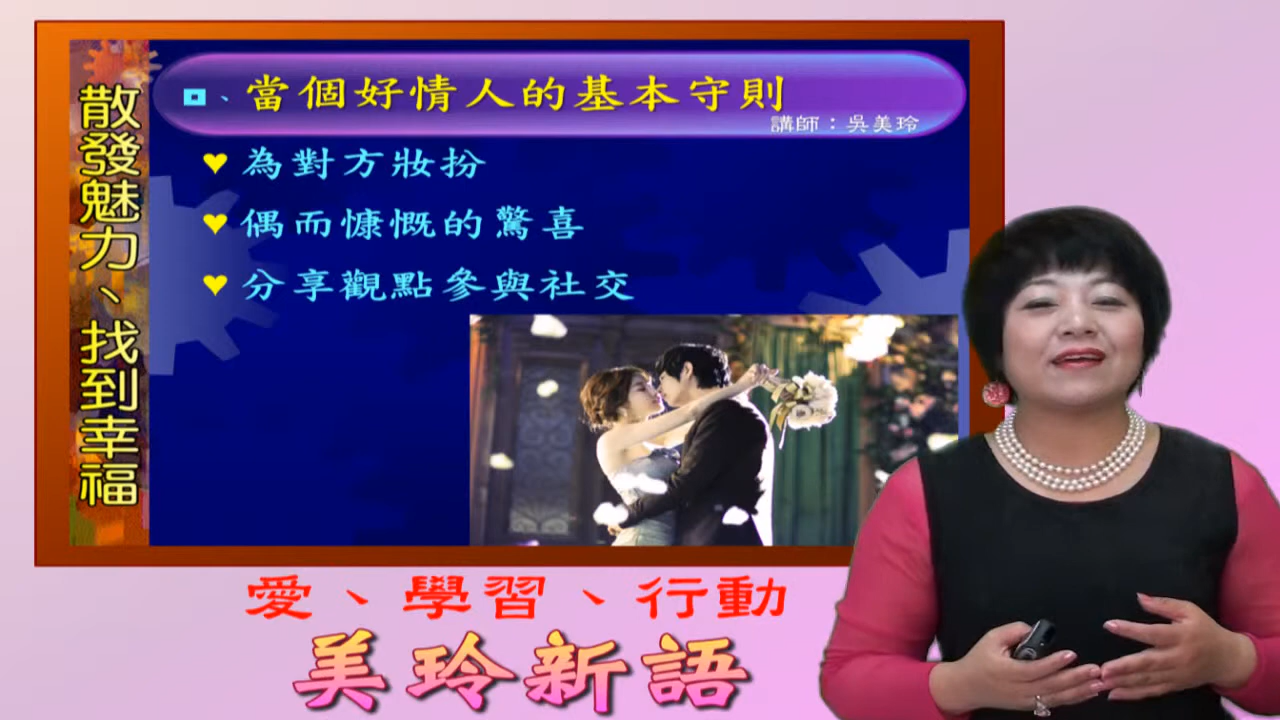 散發魅力、找到幸福
口、當個好情人的基本守則
講師：吳美玲
為對方妝扮
偶而慷慨的驚喜
分享觀點參與社交
愛、學習、行動
美玲新語